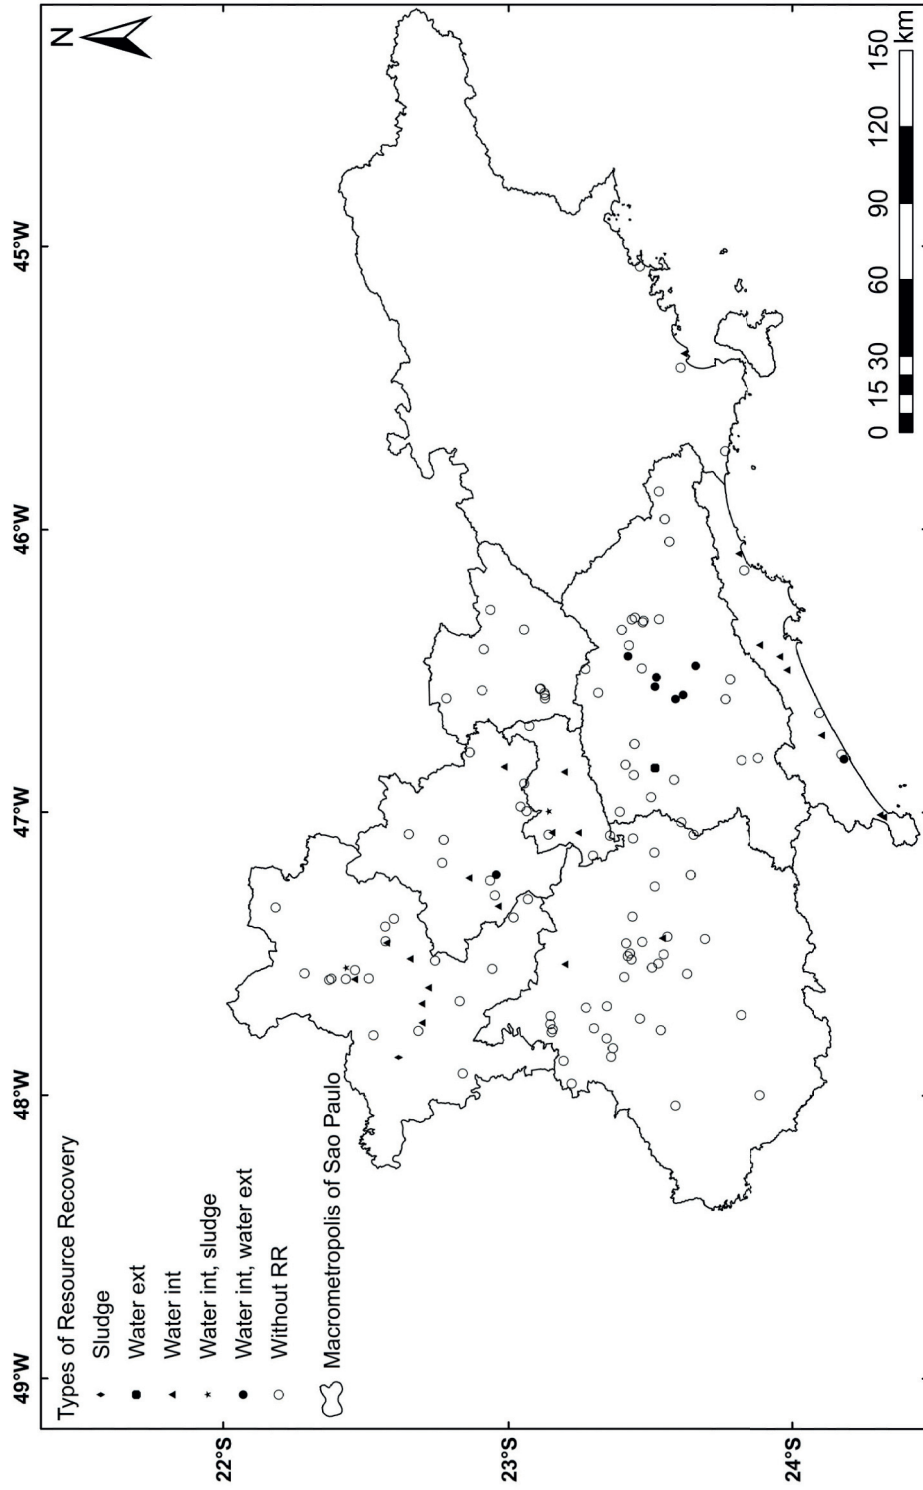 49°W
48°W
47°W
46°W
45°W
N
Types of Resource Recovery
Sludge
Water ext
Water int
Water int, sludge
Water int, water ext
Without RR
Macrometropolis of Sao Paulo
22°S
23°S
24°S
0 15 30 60 90 120 150
km